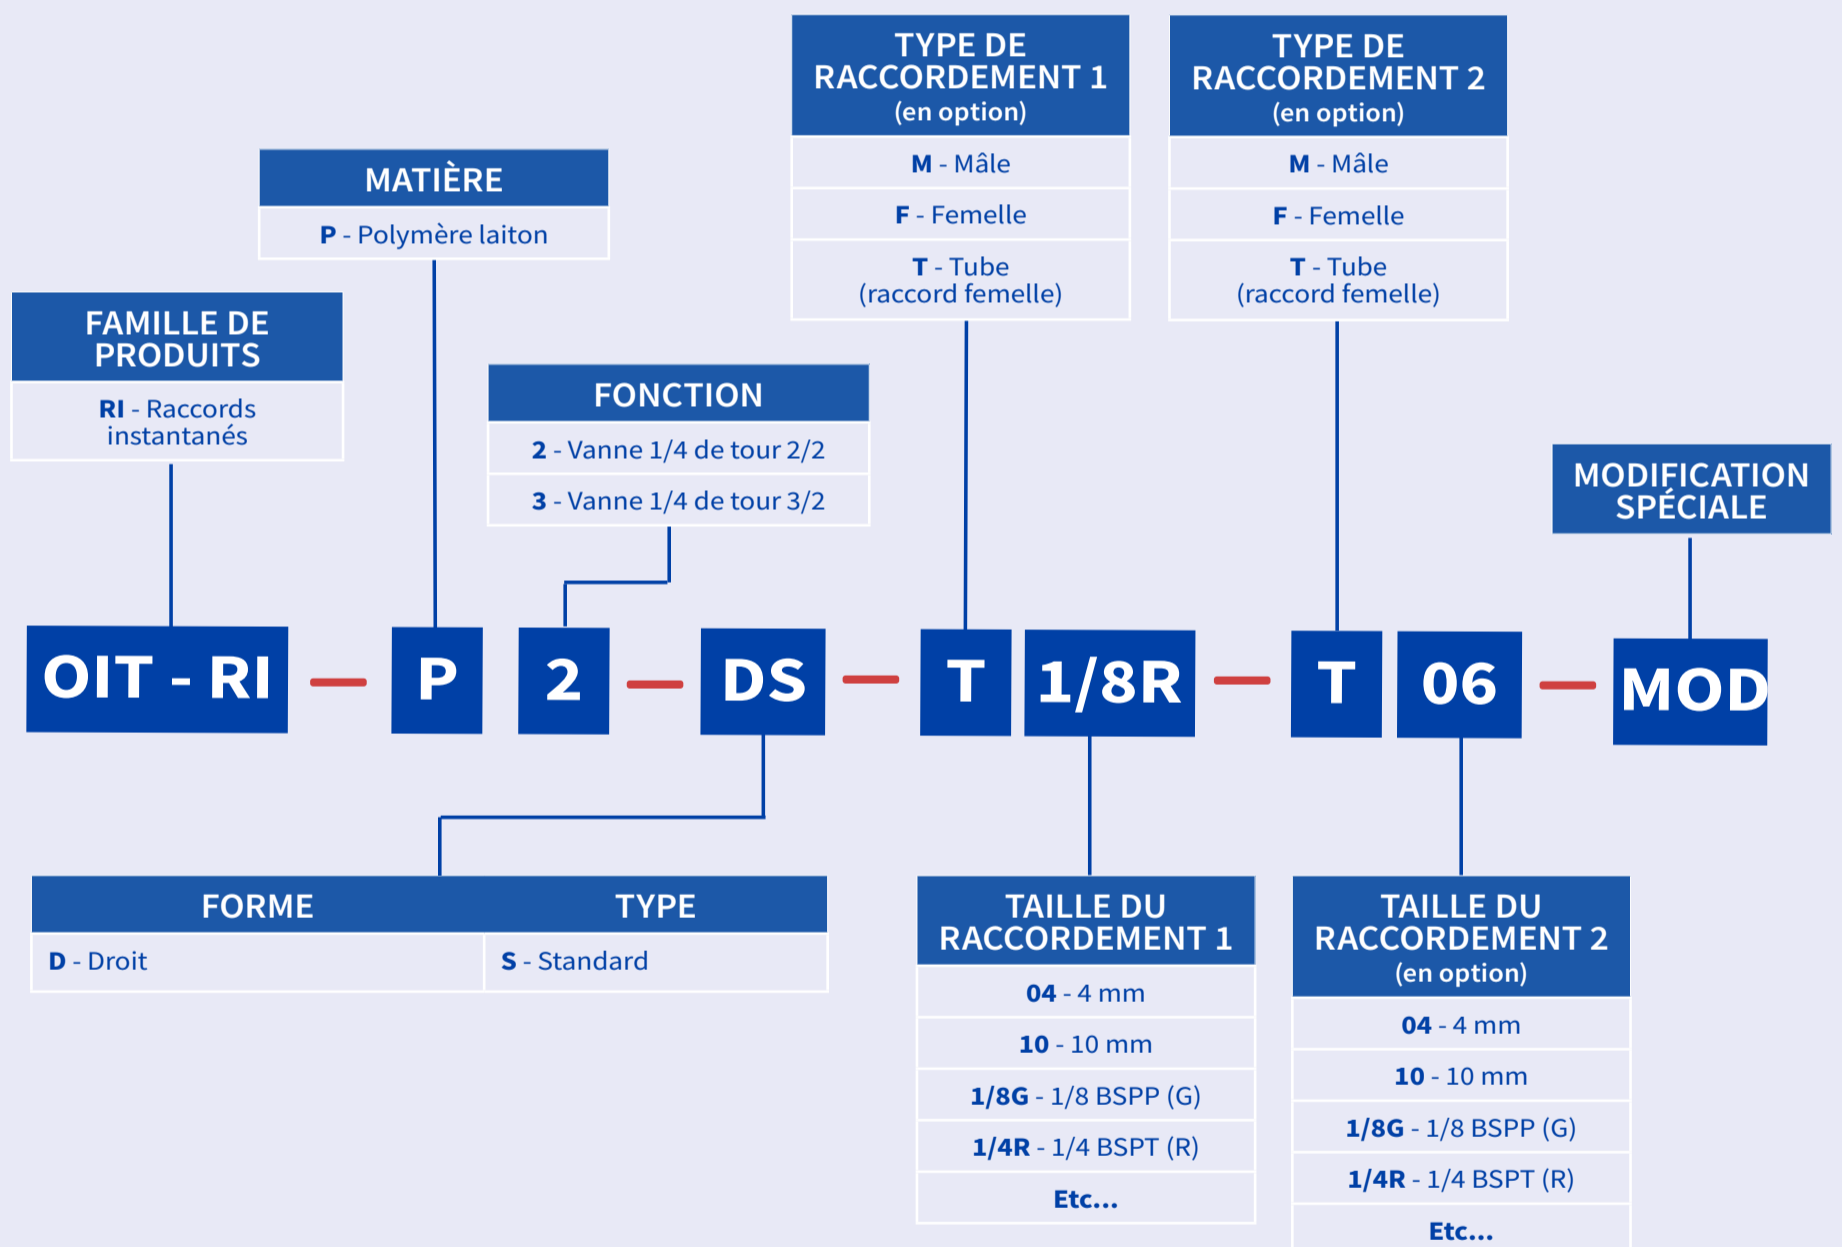 TYPE DE
RACCORDEMENT 1
(en option)
M - Mâle
F - Femelle
T - Tube
(raccord femelle)
TYPE DE
RACCORDEMENT 2
(en option)
M - Mâle
F - Femelle
T - Tube
(raccord femelle)
MATIÈRE
P - Polymère laiton
FAMILLE DE
PRODUITS
RI - Raccords
instantanés
FONCTION
2 - Vanne 1/4 de tour 2/2
3 - Vanne 1/4 de tour 3/2
MODIFICATION
SPÉCIALE
OIT - RI — P 2 — DS — T 1/8R — T 06 — MOD
FORME TYPE
D - Droit S - Standard
TAILLE DU
RACCORDEMENT 1
04 - 4 mm
10 - 10 mm
1/8G - 1/8 BSPP (G)
1/4R - 1/4 BSPT (R)
Etc...
TAILLE DU
RACCORDEMENT 2
(en option)
04 - 4 mm
10 - 10 mm
1/8G - 1/8 BSPP (G)
1/4R - 1/4 BSPT (R)
Etc...